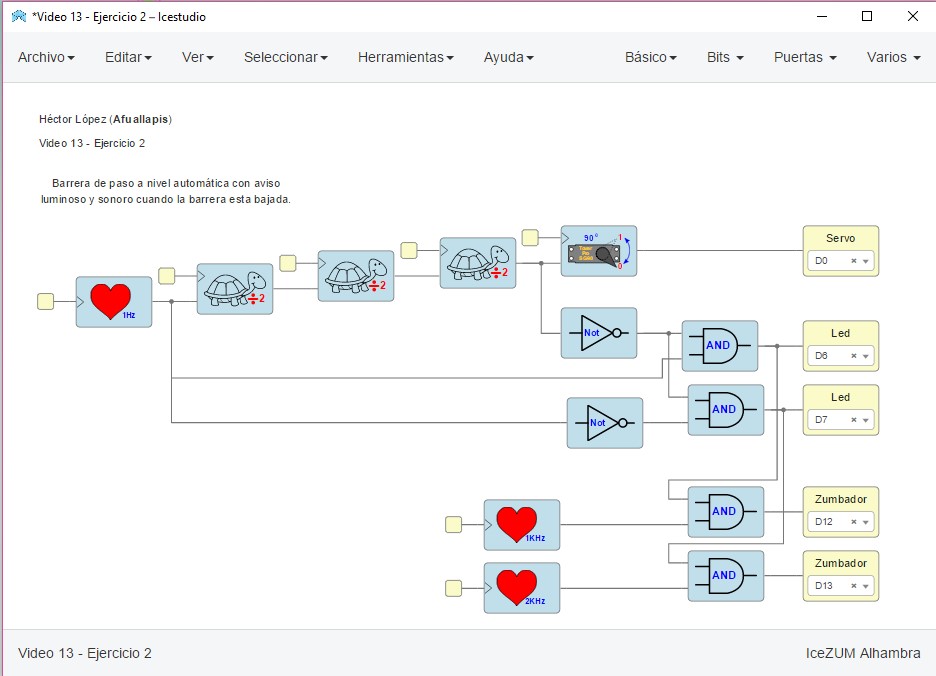 *Video 13 - Ejercicio 2 – Icestudio
Archivo Editar Ver Seleccionar Herramientas Ayuda Básico Bits Puertas Varios
Héctor López (Afuallapis)
Video 13 - Ejercicio 2
Barrera de paso a nivel automática con aviso
luminoso y sonoro cuando la barrera esta bajada.
1Hz
÷2
÷2
÷2
90° 1
0
Servo
D0
Not
AND
Led
D6
AND
Led
D7
Not
AND
Zumbador
D12
1KHz
AND
Zumbador
D13
2KHz
Video 13 - Ejercicio 2 IceZUM Alhambra